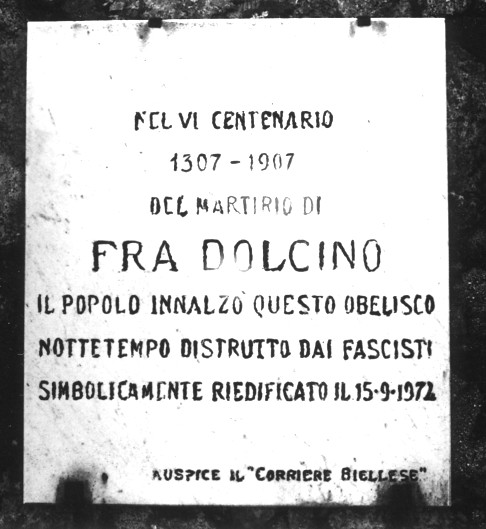 NEL VI CENTENARIO
1307 - 1907
DEL MARTIRIO DI
FRA DOLCINO
IL POPOLO INNALZO' QUESTO OBELISCO
NOTTETEMPO DISTRUTTO DAI FASCISTI
SIMBOLICAMENTE RIEDIFICATO IL 15·9·1972
AUSPICE IL "CORRIERE BIELLESE"